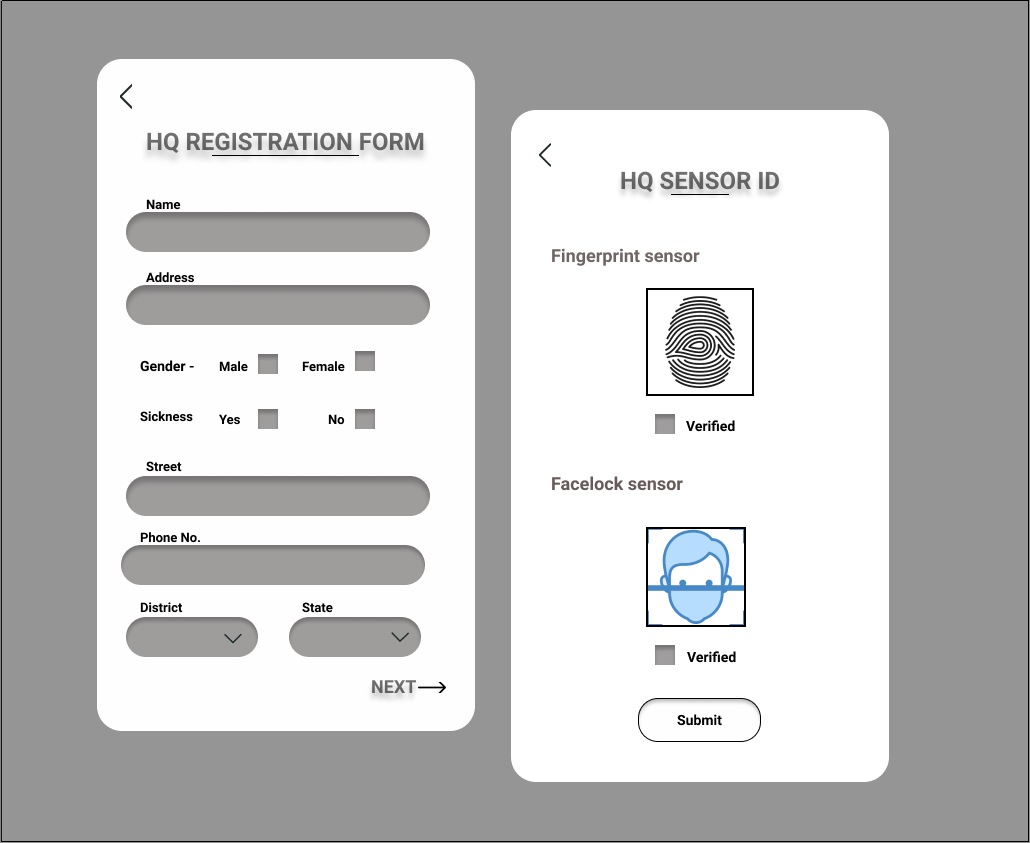 HQ REGISTRATION FORM
Name
Address
Gender - Male Female
Sickness Yes No
Street
Phone No.
District State
NEXT
HQ SENSOR ID
Fingerprint sensor
Verified
Facelock sensor
Verified
Submit